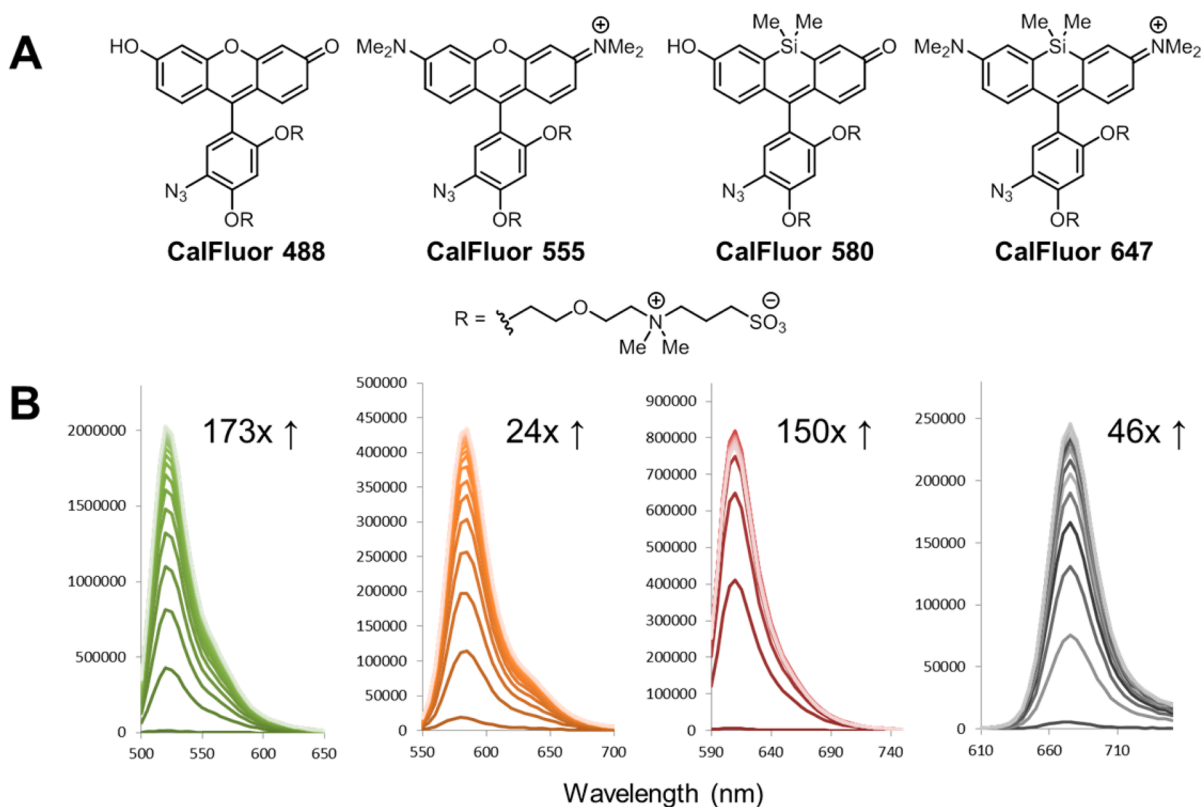 A
HO O O
Me2N O ⊕ NMe2
Me Me
HO Si O
Me Me
Me2N Si ⊕ NMe2
OR OR OR OR
N3 N3 N3 N3
OR OR OR OR
CalFluor 488 CalFluor 555 CalFluor 580 CalFluor 647
R = O ⊕ N SO3 ⊖
Me Me
B
173x ↑
2000000
1500000
1000000
500000
0
500 550 600 650
24x ↑
500000
450000
400000
350000
300000
250000
200000
150000
100000
50000
0
550 600 650 700
150x ↑
900000
800000
700000
600000
500000
400000
300000
200000
100000
0
590 640 690 740
46x ↑
250000
200000
150000
100000
50000
0
610 660 710
Wavelength (nm)